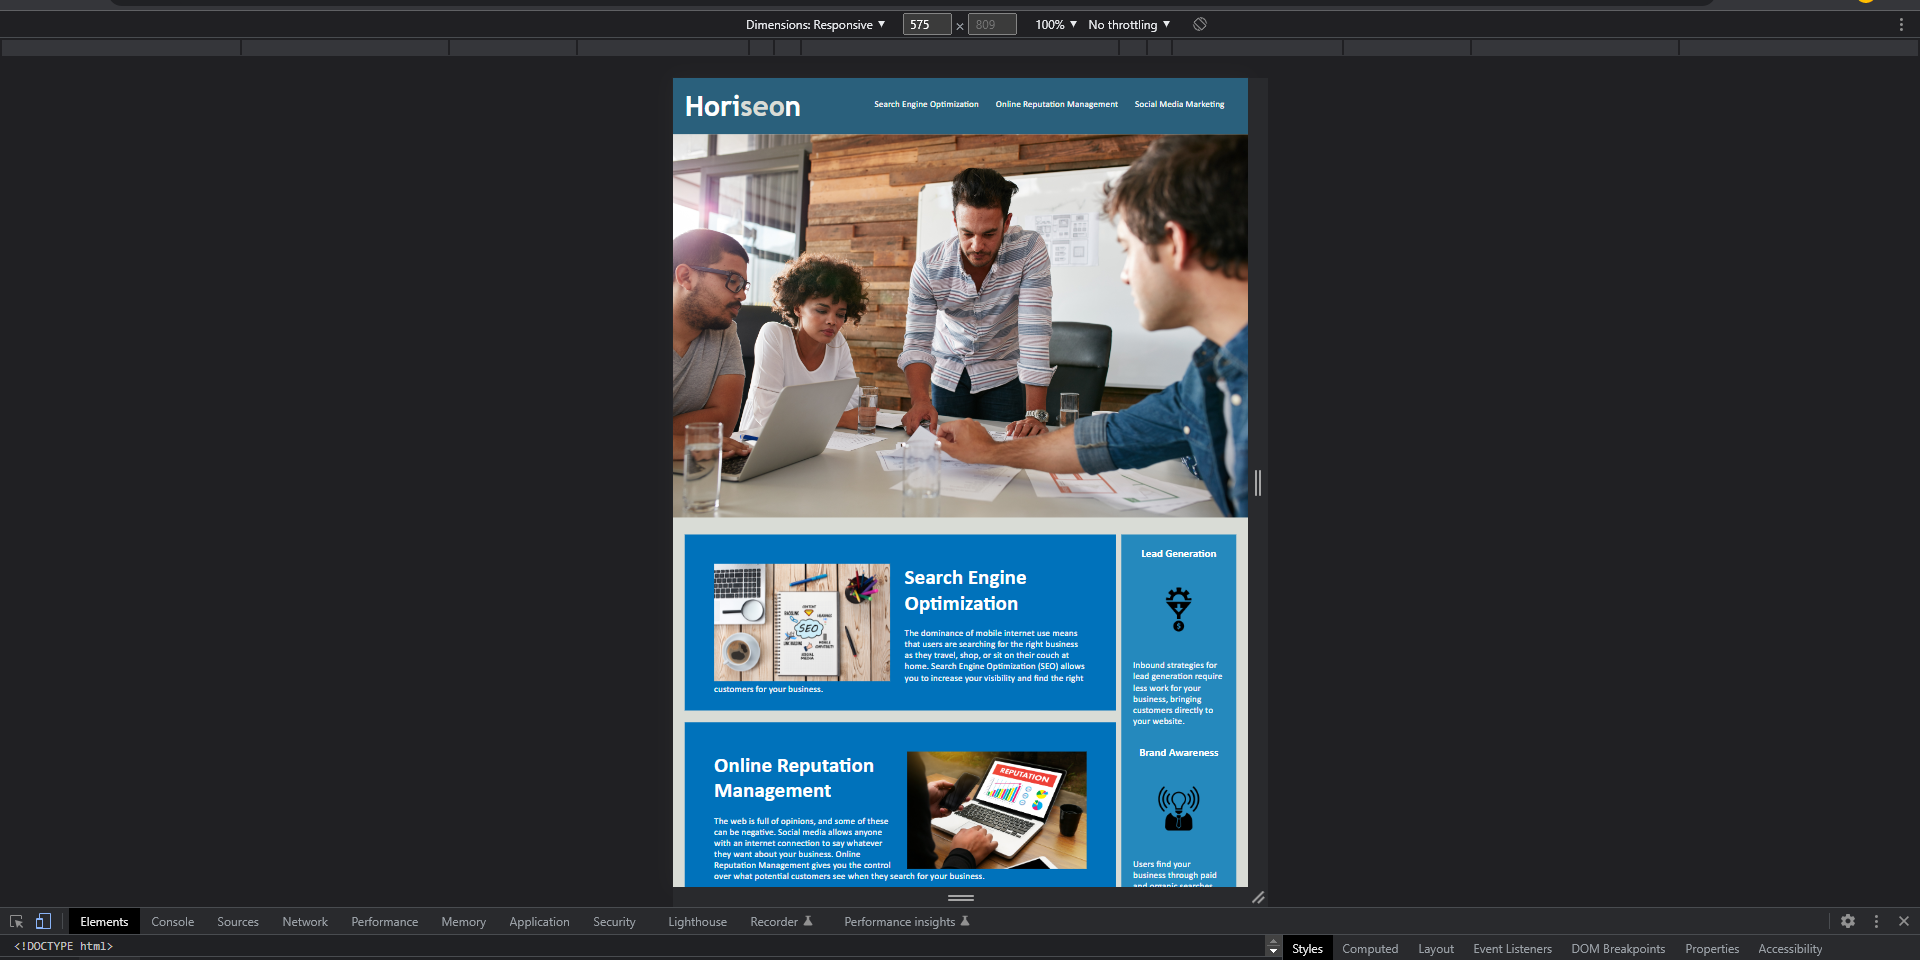 Dimensions: Responsive 575 × 809 100% No throttling
Horiseon
Search Engine Optimization Online Reputation Management Social Media Marketing
SEO
Search Engine
Optimization
The dominance of mobile internet use means
that users are searching for the right business
as they travel, shop, or sit on their couch at
home. Search Engine Optimization (SEO) allows
you to increase your visibility and find the right
customers for your business.
Online Reputation
Management
The web is full of opinions, and some of these
can be negative. Social media allows anyone
with an internet connection to say whatever
they want about your business. Online
Reputation Management gives you the control
over what potential customers see when they search for your business.
REPUTATION
Lead Generation
Inbound strategies for
lead generation require
less work for your
business, bringing
customers directly to
your website.
Brand Awareness
Users find your
business through paid
and organic searches
Elements Console Sources Network Performance Memory Application Security Lighthouse Recorder Performance insights
<!DOCTYPE html>
Styles Computed Layout Event Listeners DOM Breakpoints Properties Accessibility